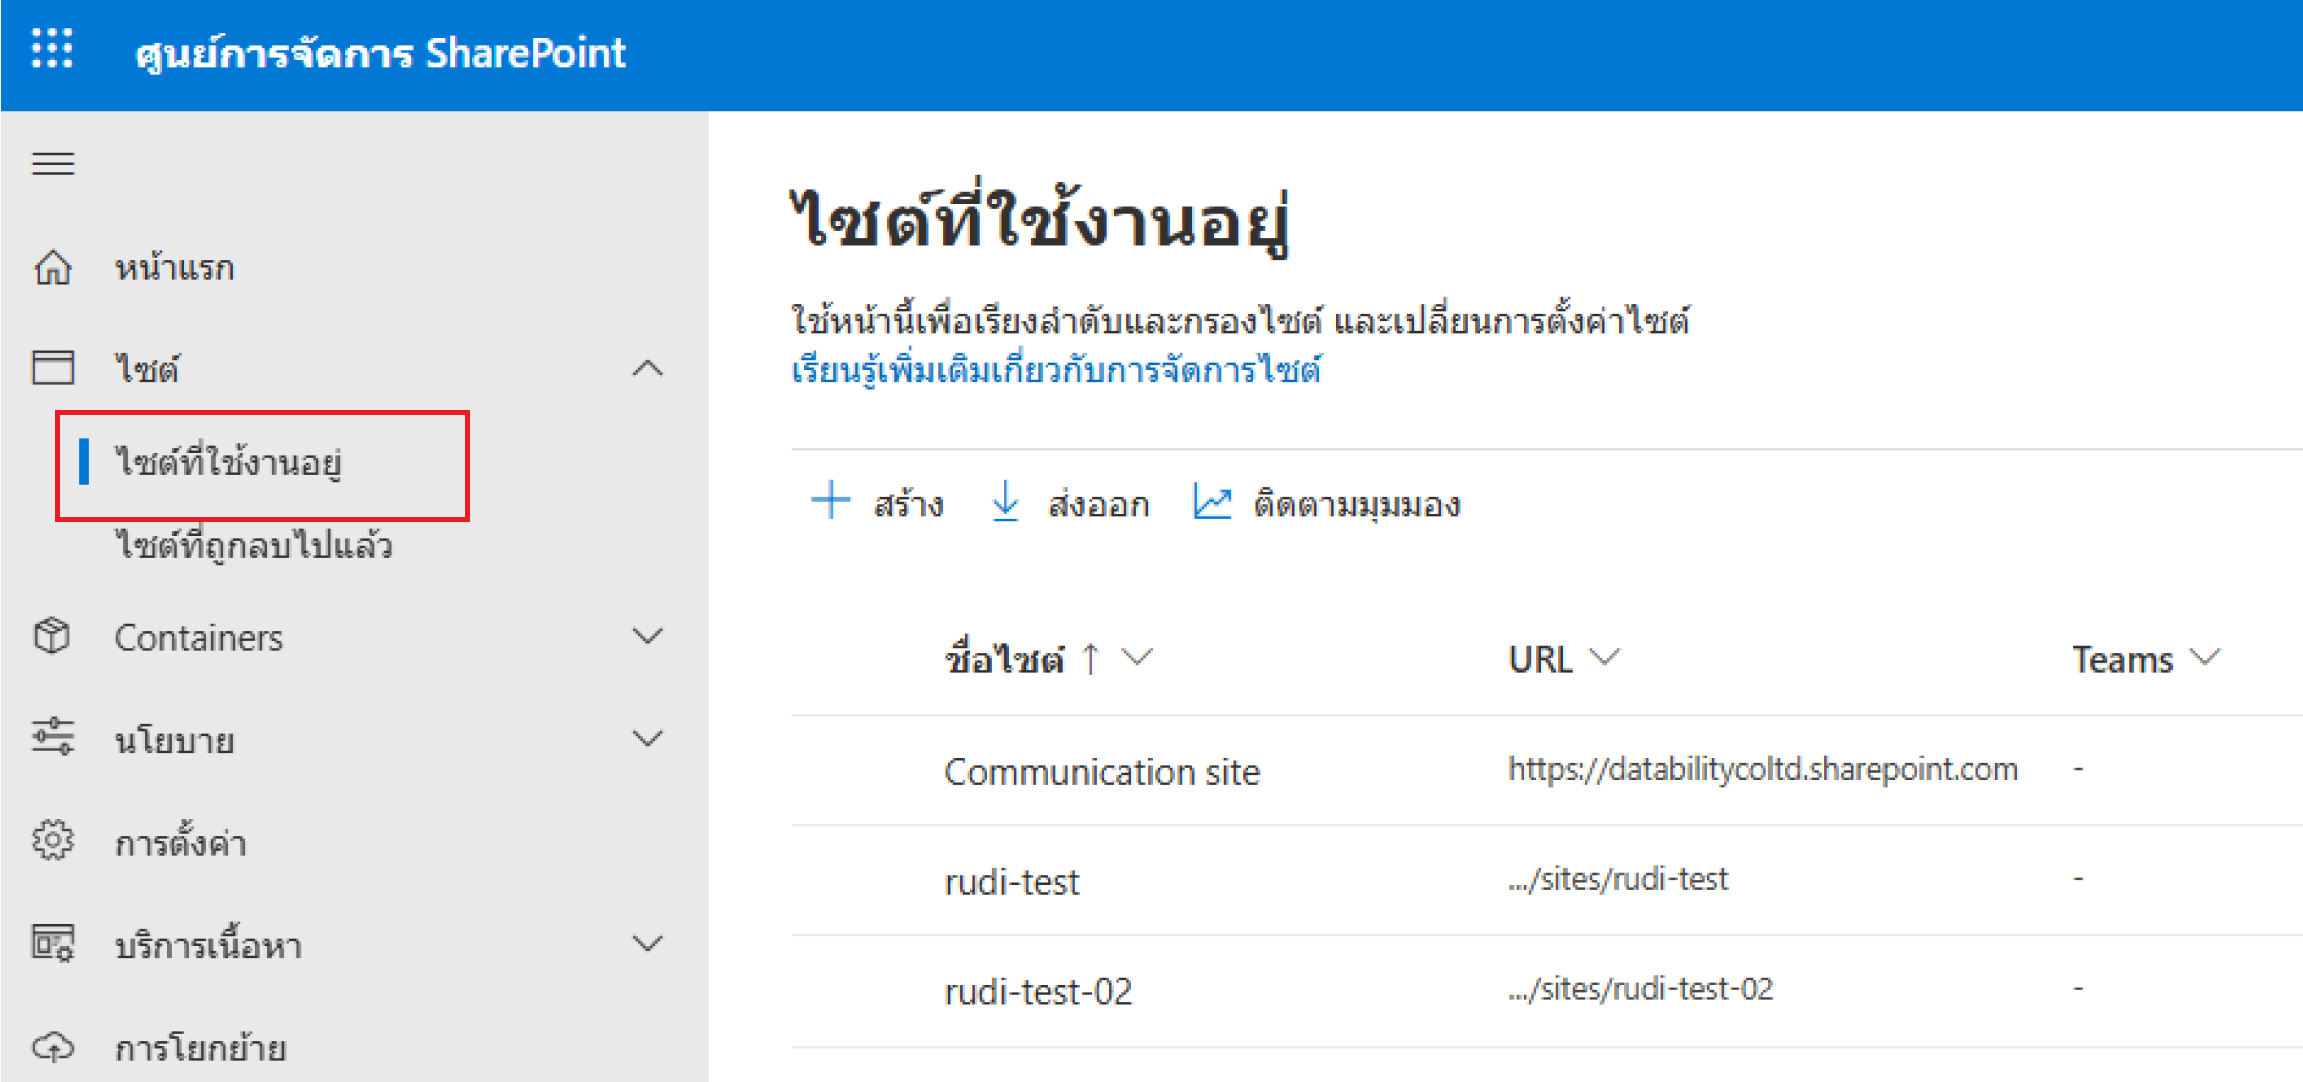 ศูนย์การจัดการ SharePoint
หน้าแรก
ไซต์
ไซต์ที่ใช้งานอยู่
ไซต์ที่ถูกลบไปแล้ว
Containers
นโยบาย
การตั้งค่า
บริการเนื้อหา
การโยกย้าย
ไซต์ที่ใช้งานอยู่
ใช้หน้านี้เพื่อเรียงลำดับและกรองไซต์ และเปลี่ยนการตั้งค่าไซต์
เรียนรู้เพิ่มเติมเกี่ยวกับการจัดการไซต์
สร้าง ส่งออก ติดตามมุมมอง
ชื่อไซต์ ↑ URL Teams
Communication site https://databilitycoltd.sharepoint.com -
rudi-test .../sites/rudi-test -
rudi-test-02 .../sites/rudi-test-02 -